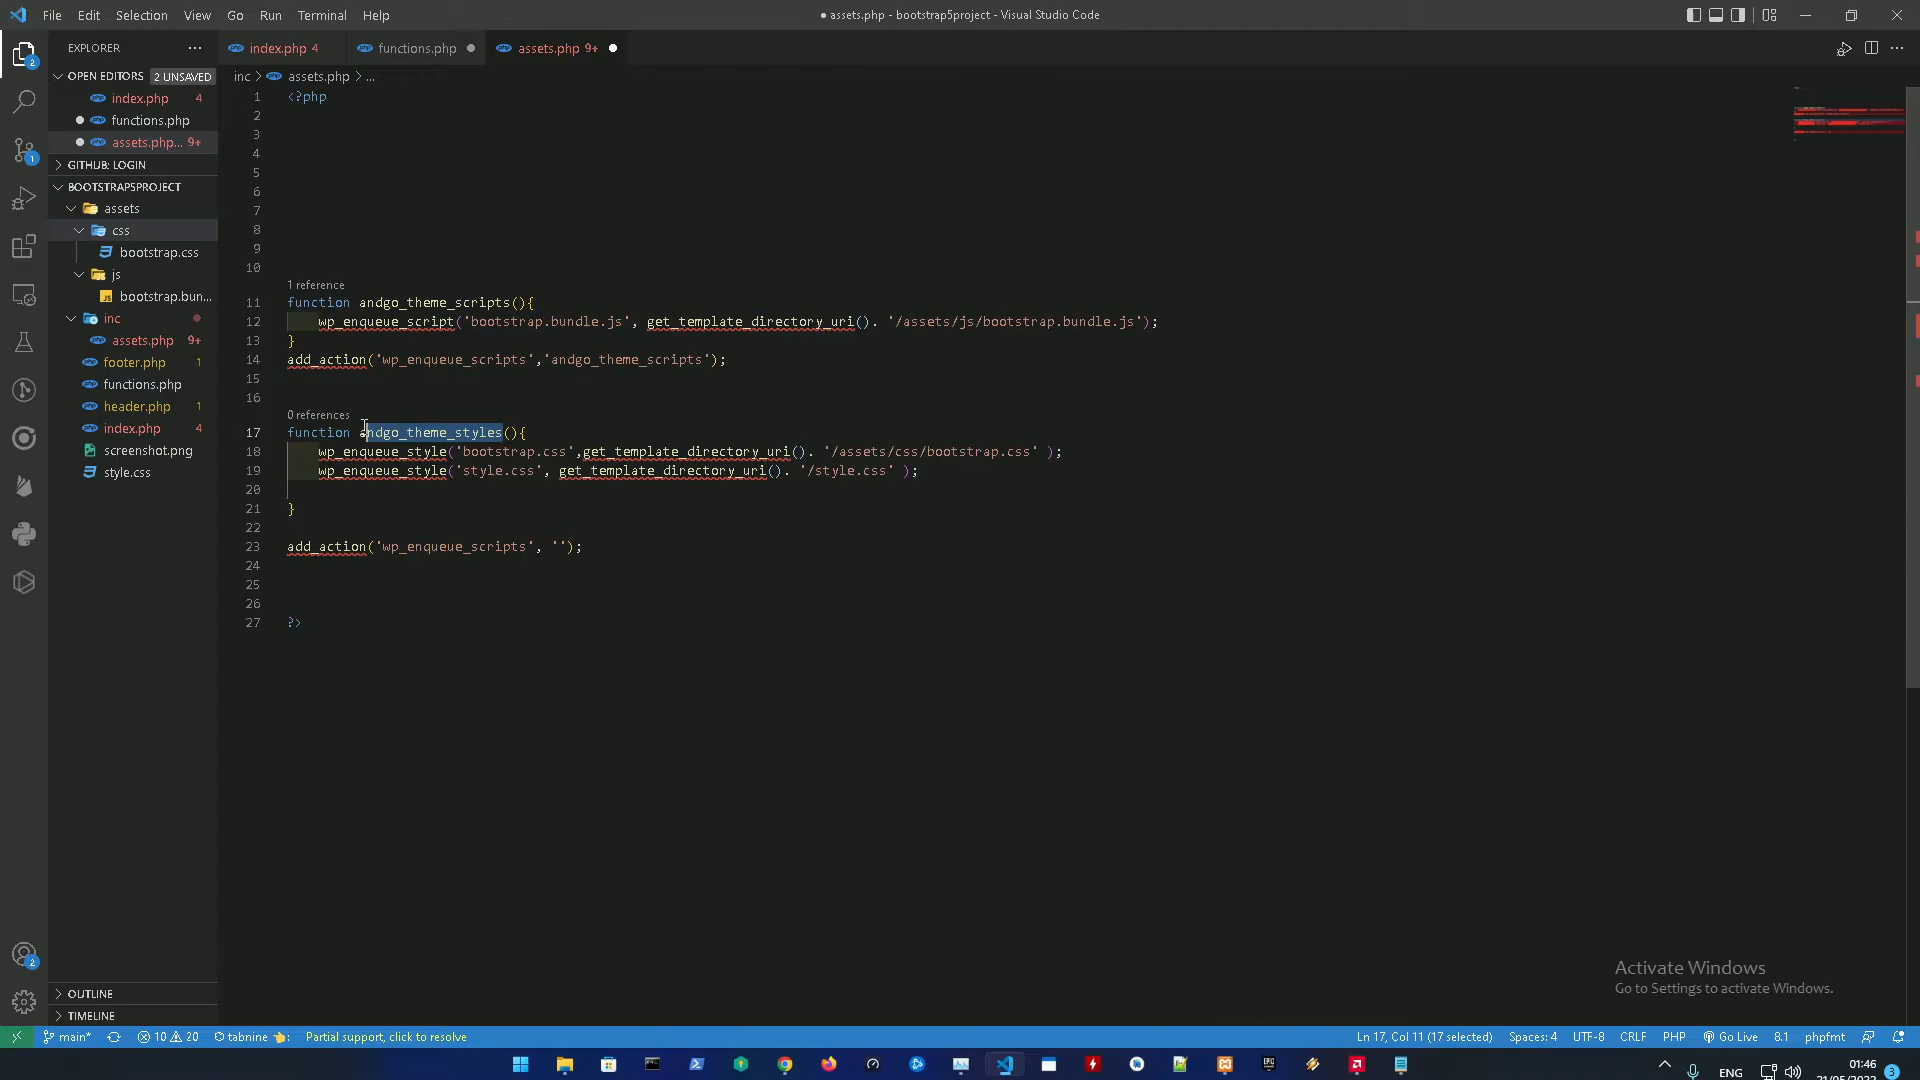 File Edit Selection View Go Run Terminal Help
● assets.php - bootstrap5project - Visual Studio Code
EXPLORER
index.php 4
functions.php
assets.php 9+
OPEN EDITORS 2 UNSAVED
inc > assets.php > ...
index.php 4
functions.php
assets.php... 9+
GITHUB: LOGIN
BOOTSTRAP5PROJECT
assets
css
bootstrap.css
js
bootstrap.bun...
inc
assets.php 9+
footer.php 1
functions.php
header.php 1
index.php 4
screenshot.png
style.css
OUTLINE
TIMELINE
1 <?php
2
3
4
5
6
7
8
9
10
1 reference
11 function andgo_theme_scripts(){
12 wp_enqueue_script('bootstrap.bundle.js', get_template_directory_uri(). '/assets/js/bootstrap.bundle.js');
13 }
14 add_action('wp_enqueue_scripts','andgo_theme_scripts');
15
16
0 references
17 function andgo_theme_styles(){
18 wp_enqueue_style('bootstrap.css',get_template_directory_uri(). '/assets/css/bootstrap.css' );
19 wp_enqueue_style('style.css', get_template_directory_uri(). '/style.css' );
20
21 }
22
23 add_action('wp_enqueue_scripts', '');
24
25
26
27 ?>
Activate Windows
Go to Settings to activate Windows.
main* 10 20 tabnine Partial support, click to resolve
Ln 17, Col 11 (17 selected) Spaces: 4 UTF-8 CRLF PHP Go Live 8.1 phpfmt
ENG
01:46